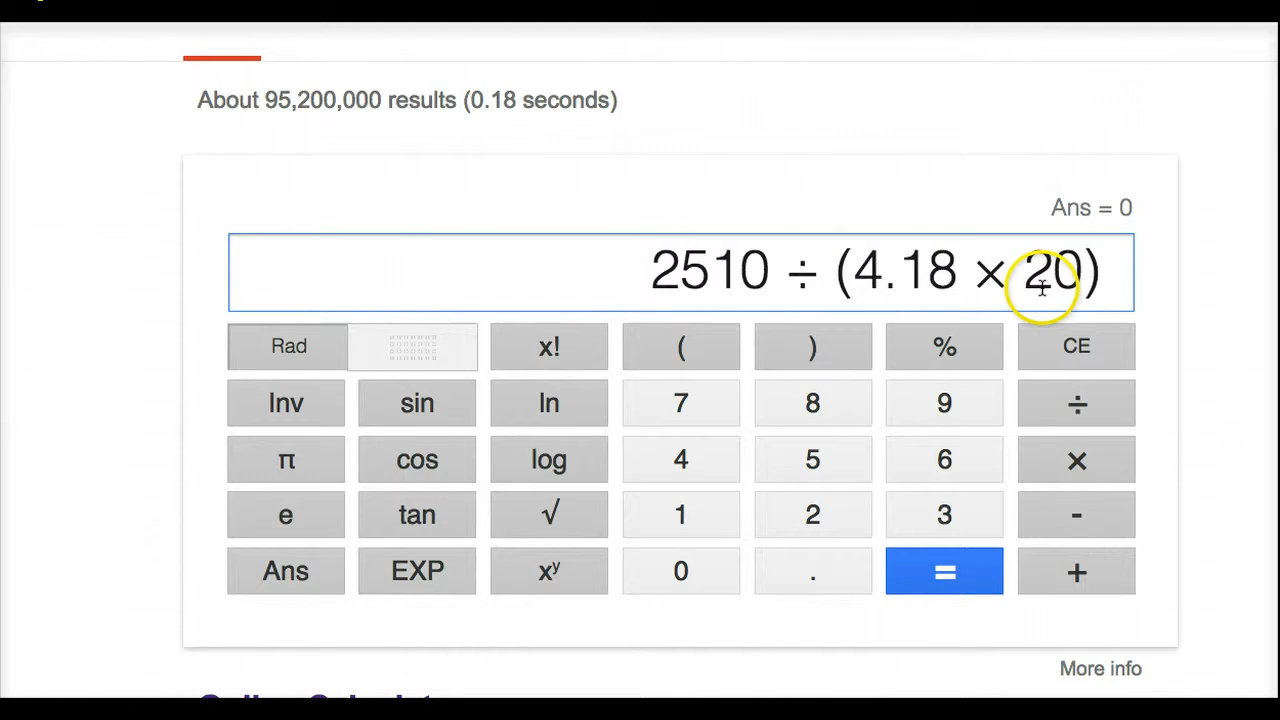 About 95,200,000 results (0.18 seconds)
Ans = 0
2510 ÷ (4.18 × 20)
Rad x! ( ) % CE
Inv sin ln 7 8 9 ÷
π cos log 4 5 6 ×
e tan √ 1 2 3 -
Ans EXP xʸ 0 . = +
More info